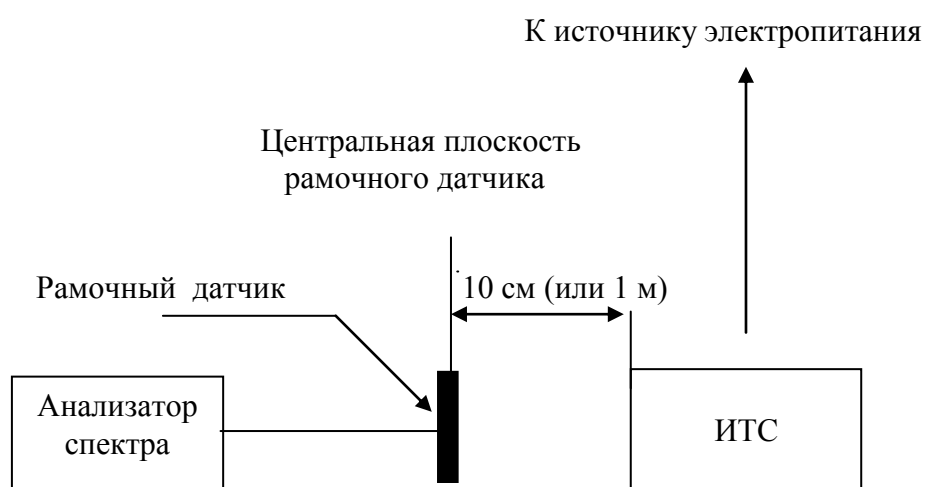 К источнику электропитания
Центральная плоскость
рамочного датчика
Рамочный датчик
10 см (или 1 м)
Анализатор
спектра
ИТС